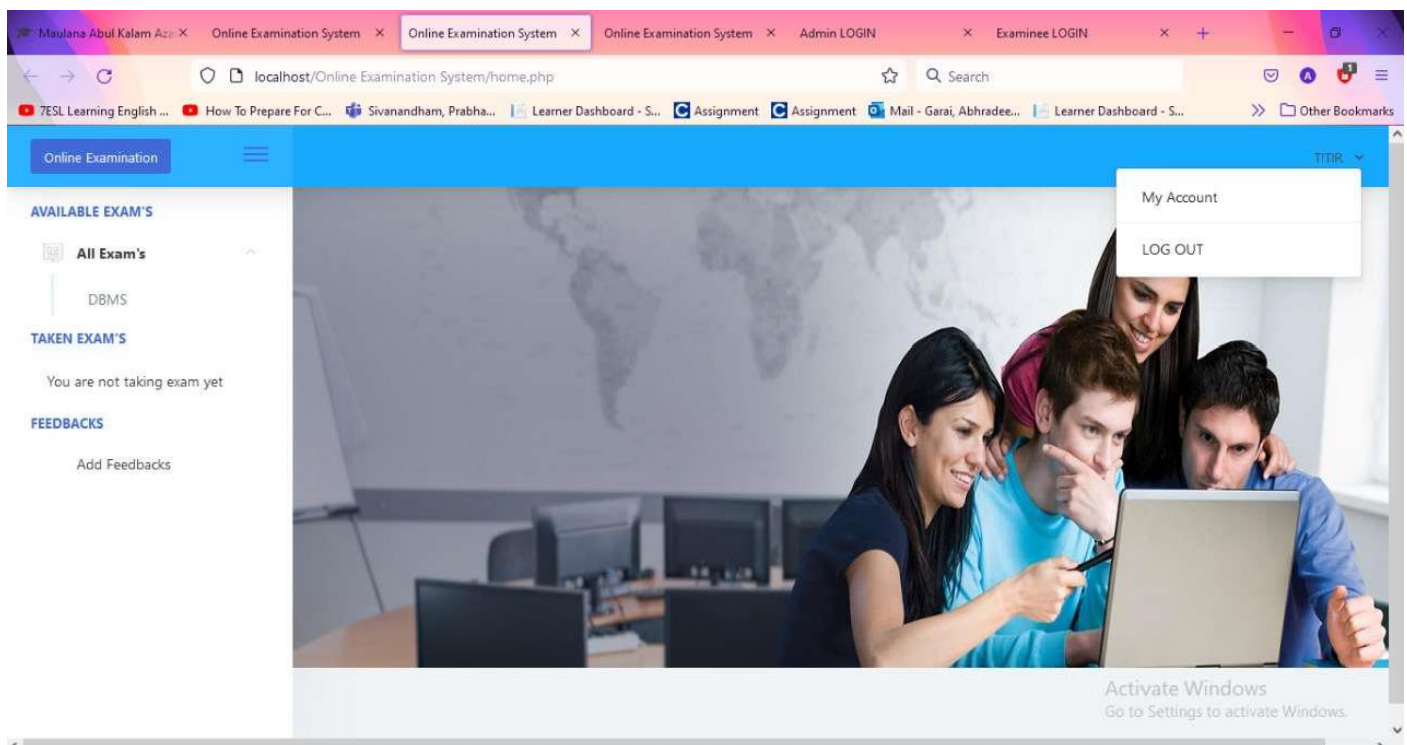 Maulana Abul Kalam Aza Online Examination System Online Examination System Online Examination System Admin LOGIN Examinee LOGIN
localhost/Online Examination System/home.php Search
7ESL Learning English ... How To Prepare For C... Sivanandham, Prabha... Learner Dashboard - S... Assignment Assignment Mail - Garai, Abhradee... Learner Dashboard - S... Other Bookmarks
Online Examination TITIR
My Account
LOG OUT
AVAILABLE EXAM'S
All Exam's
DBMS
TAKEN EXAM'S
You are not taking exam yet
FEEDBACKS
Add Feedbacks
Activate Windows
Go to Settings to activate Windows.